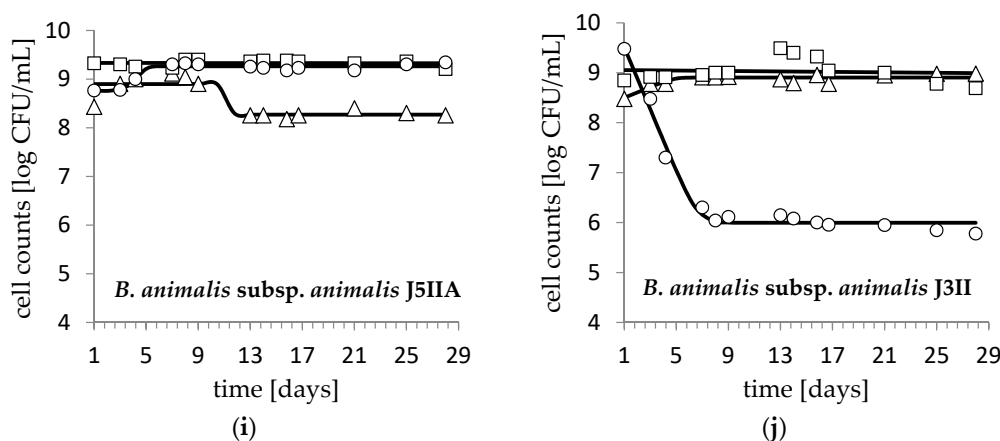 10
9
8
7
6
5
4
cell counts [log CFU/mL]
B. animalis subsp. animalis J5IIA
1 5 9 13 17 21 25 29
time [days]
(i)
10
9
8
7
6
5
4
cell counts [log CFU/mL]
B. animalis subsp. animalis J3II
1 5 9 13 17 21 25 29
time [days]
(j)